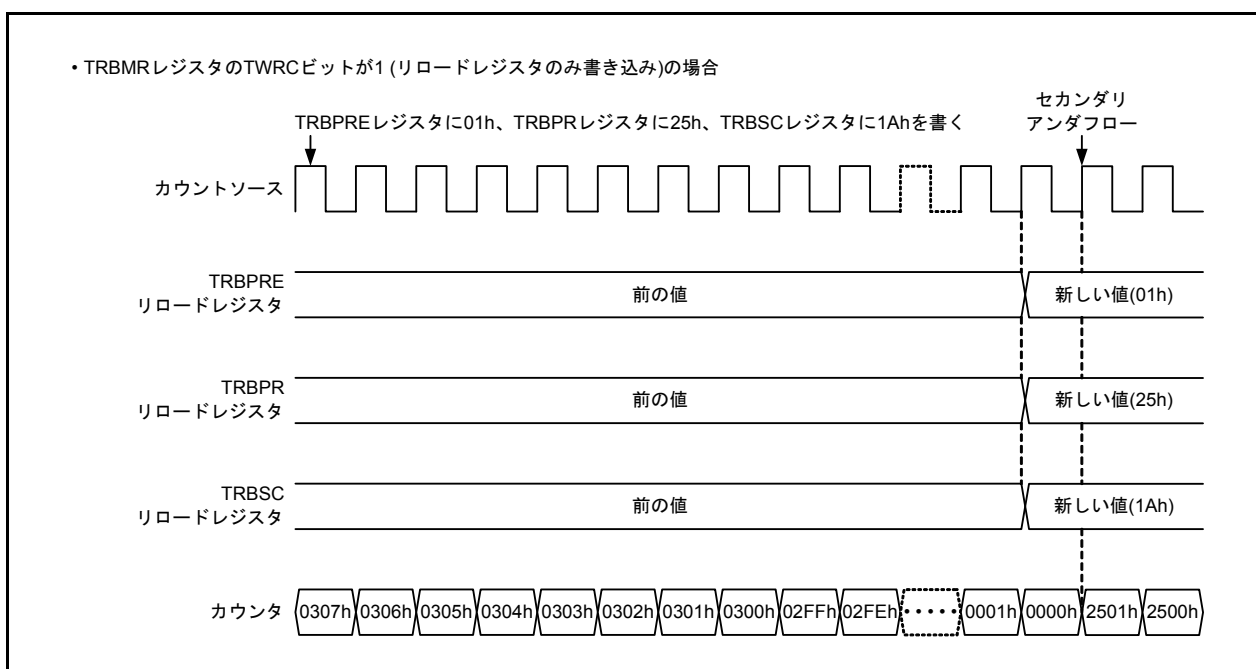 • TRBMRレジスタのTWRCビットが1 (リロードレジスタのみ書き込み)の場合
セカンダリ
アンダフロー
TRBPREレジスタに01h、TRBPRレジスタに25h、TRBSCレジスタに1Ahを書く
カウントソース
TRBPRE
リロードレジスタ
前の値
新しい値(01h)
TRBPR
リロードレジスタ
前の値
新しい値(25h)
TRBSC
リロードレジスタ
前の値
新しい値(1Ah)
カウンタ 0307h 0306h 0305h 0304h 0303h 0302h 0301h 0300h 02FFh 02FEh ····· 0001h 0000h 2501h 2500h